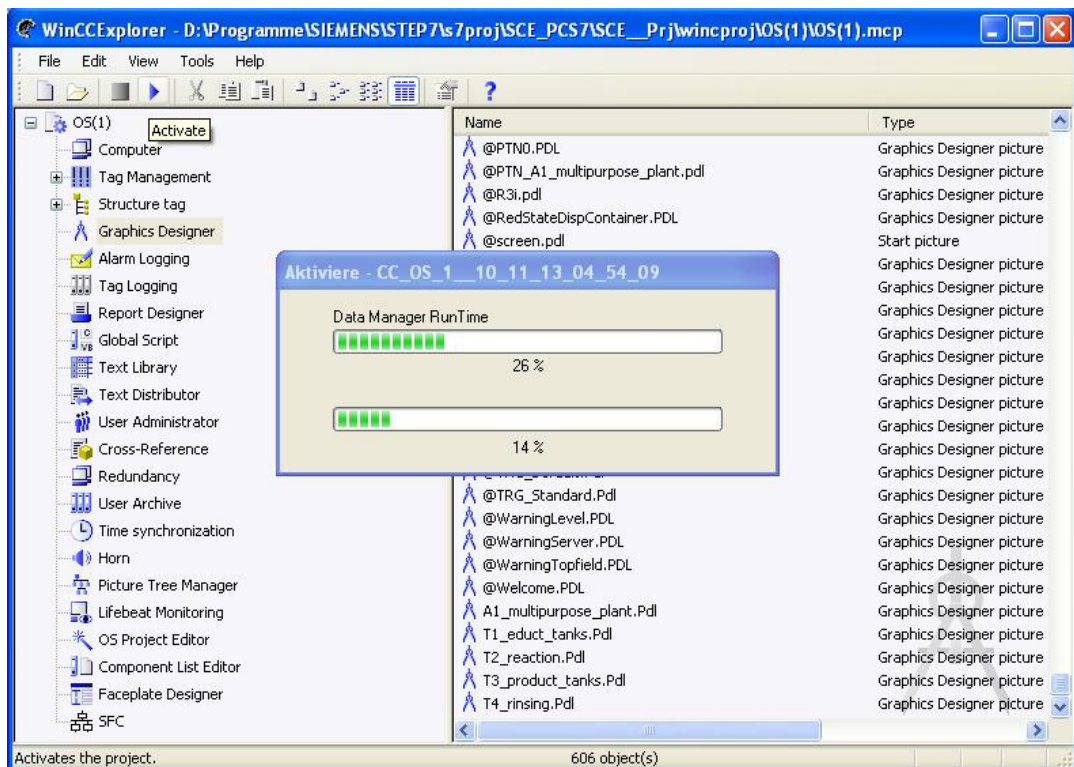 WinCCExplorer - D:\Programme\SIEMENS\STEP7\s7proj\SCE_PCS7\SCE__Prj\wincproj\OS(1)\OS(1).mcp
File Edit View Tools Help
OS(1)
Activate
Computer
Tag Management
Structure tag
Graphics Designer
Alarm Logging
Tag Logging
Report Designer
Global Script
Text Library
Text Distributor
User Administrator
Cross-Reference
Redundancy
User Archive
Time synchronization
Horn
Picture Tree Manager
Lifebeat Monitoring
OS Project Editor
Component List Editor
Faceplate Designer
SFC
Name Type
@PTN0.PDL Graphics Designer picture
@PTN_A1_multipurpose_plant.pdl Graphics Designer picture
@R3i.pdl Graphics Designer picture
@RedStateDispContainer.PDL Graphics Designer picture
@screen.pdl Start picture
Graphics Designer picture
Graphics Designer picture
Graphics Designer picture
Graphics Designer picture
Graphics Designer picture
Graphics Designer picture
Graphics Designer picture
Graphics Designer picture
Graphics Designer picture
Graphics Designer picture
@TRG_Standard.Pdl Graphics Designer picture
@WarningLevel.PDL Graphics Designer picture
@WarningServer.PDL Graphics Designer picture
@WarningTopfield.PDL Graphics Designer picture
@Welcome.PDL Graphics Designer picture
A1_multipurpose_plant.Pdl Graphics Designer picture
T1_educt_tanks.Pdl Graphics Designer picture
T2_reaction.Pdl Graphics Designer picture
T3_product_tanks.Pdl Graphics Designer picture
T4_rinsing.Pdl Graphics Designer picture
Aktiviere - CC_OS_1__10_11_13_04_54_09
Data Manager RunTime
26 %
14 %
Activates the project. 606 object(s)